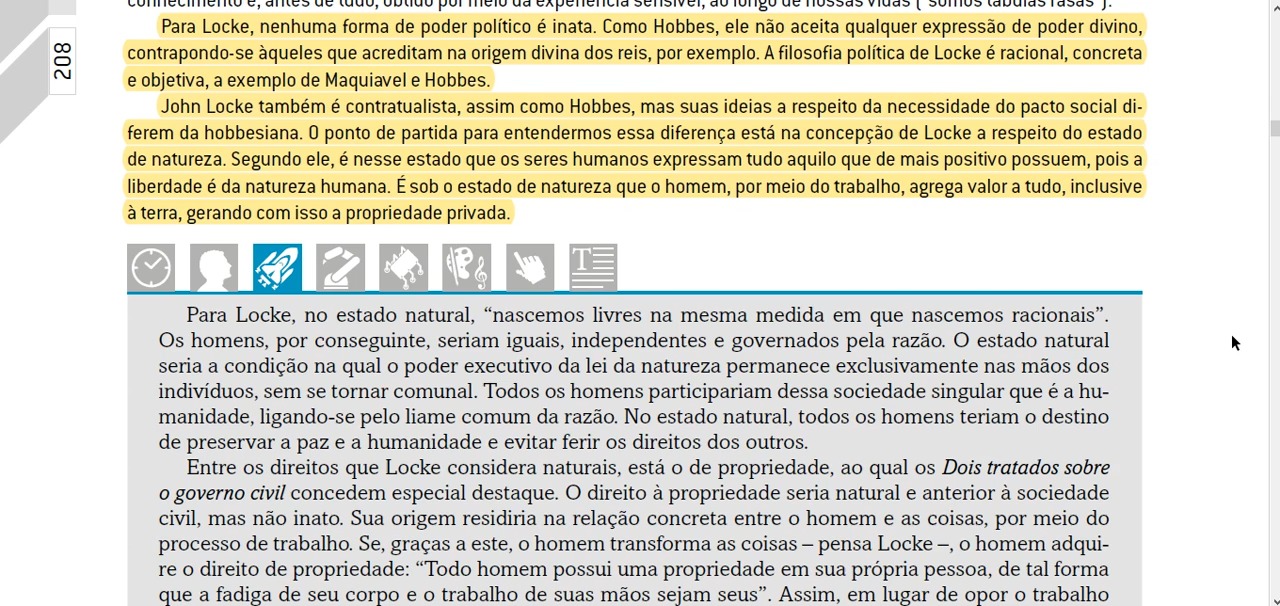 conhecimento é, antes de tudo, obtido por meio da experiência sensível, ao longo de nossas vidas ("somos tábulas rasas").
Para Locke, nenhuma forma de poder político é inata. Como Hobbes, ele não aceita qualquer expressão de poder divino,
contrapondo-se àqueles que acreditam na origem divina dos reis, por exemplo. A filosofia política de Locke é racional, concreta
e objetiva, a exemplo de Maquiavel e Hobbes.
208
John Locke também é contratualista, assim como Hobbes, mas suas ideias a respeito da necessidade do pacto social di-
ferem da hobbesiana. O ponto de partida para entendermos essa diferença está na concepção de Locke a respeito do estado
de natureza. Segundo ele, é nesse estado que os seres humanos expressam tudo aquilo que de mais positivo possuem, pois a
liberdade é da natureza humana. É sob o estado de natureza que o homem, por meio do trabalho, agrega valor a tudo, inclusive
à terra, gerando com isso a propriedade privada.
T
Para Locke, no estado natural, “nascemos livres na mesma medida em que nascemos racionais”.
Os homens, por conseguinte, seriam iguais, independentes e governados pela razão. O estado natural
seria a condição na qual o poder executivo da lei da natureza permanece exclusivamente nas mãos dos
indivíduos, sem se tornar comunal. Todos os homens participariam dessa sociedade singular que é a hu-
manidade, ligando-se pelo liame comum da razão. No estado natural, todos os homens teriam o destino
de preservar a paz e a humanidade e evitar ferir os direitos dos outros.
Entre os direitos que Locke considera naturais, está o de propriedade, ao qual os Dois tratados sobre
o governo civil concedem especial destaque. O direito à propriedade seria natural e anterior à sociedade
civil, mas não inato. Sua origem residiria na relação concreta entre o homem e as coisas, por meio do
processo de trabalho. Se, graças a este, o homem transforma as coisas – pensa Locke –, o homem adqui-
re o direito de propriedade: “Todo homem possui uma propriedade em sua própria pessoa, de tal forma
que a fadiga de seu corpo e o trabalho de suas mãos sejam seus”. Assim, em lugar de opor o trabalho